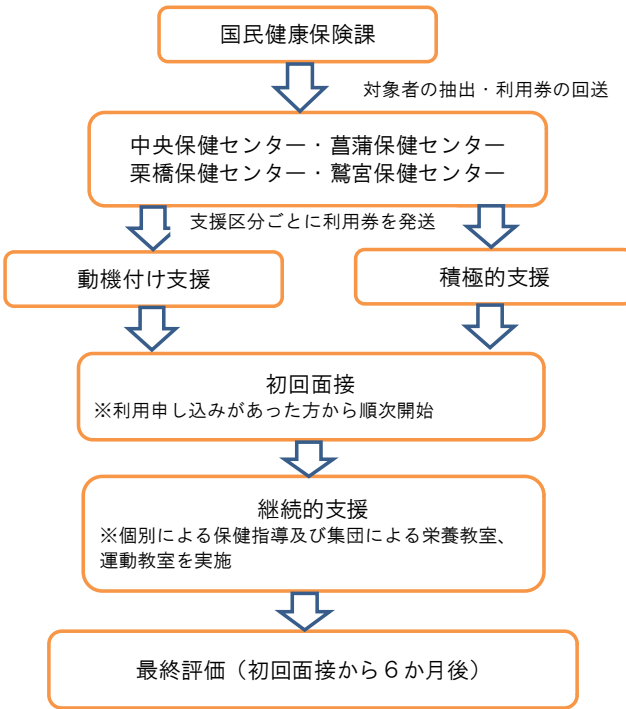 国民健康保険課
対象者の抽出・利用券の回送
中央保健センター・菖蒲保健センター
栗橋保健センター・鷲宮保健センター
支援区分ごとに利用券を発送
動機付け支援
積極的支援
初回面接
※利用申し込みがあった方から順次開始
継続的支援
※個別による保健指導及び集団による栄養教室、
運動教室を実施
最終評価（初回面接から６か月後）